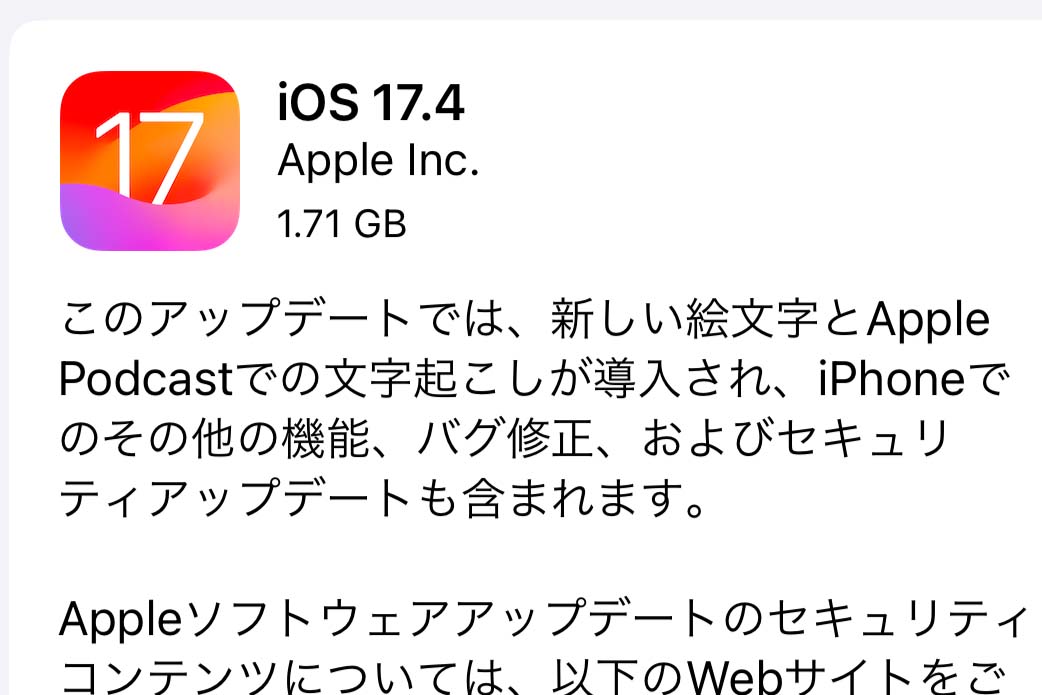 17
iOS 17.4
Apple Inc.
1.71 GB
このアップデートでは、新しい絵文字とApple
Podcastでの文字起こしが導入され、iPhoneで
のその他の機能、バグ修正、およびセキュリ
ティアップデートも含まれます。
Appleソフトウェアアップデートのセキュリティ
コンテンツについては、以下のWebサイトをご